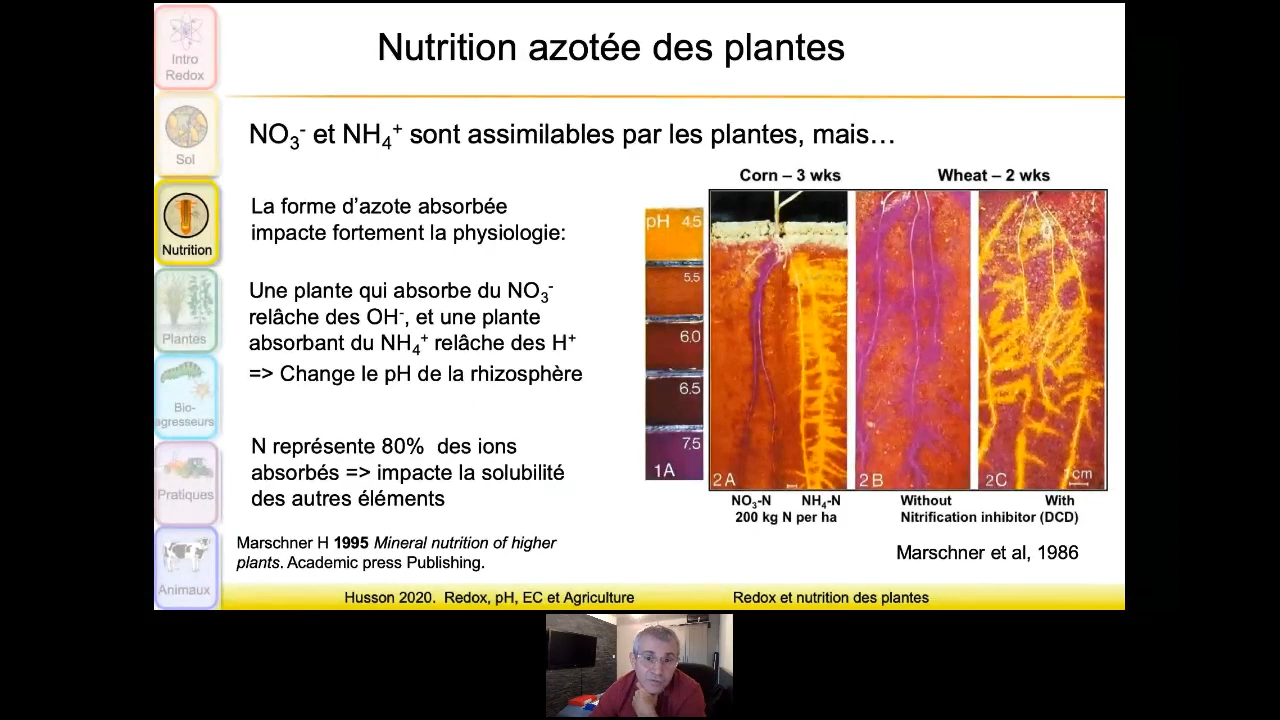 Nutrition azotée des plantes
Intro
Redox
Sol
Nutrition
Plantes
Bio-
agresseurs
Pratiques
Animaux
NO₃⁻ et NH₄⁺ sont assimilables par les plantes, mais…
La forme d’azote absorbée
impacte fortement la physiologie:
Une plante qui absorbe du NO₃⁻
relâche des OH⁻, et une plante
absorbant du NH₄⁺ relâche des H⁺
=> Change le pH de la rhizosphère
N représente 80% des ions
absorbés => impacte la solubilité
des autres éléments
Marschner H 1995 Mineral nutrition of higher
plants. Academic press Publishing.
Corn – 3 wks
Wheat – 2 wks
pH 4.5
5.5
6.0
6.5
7.5
1A
2A
2B
2C
1cm
NO₃-N NH₄-N
200 kg N per ha
Without With
Nitrification inhibitor (DCD)
Marschner et al, 1986
Husson 2020. Redox, pH, EC et Agriculture
Redox et nutrition des plantes